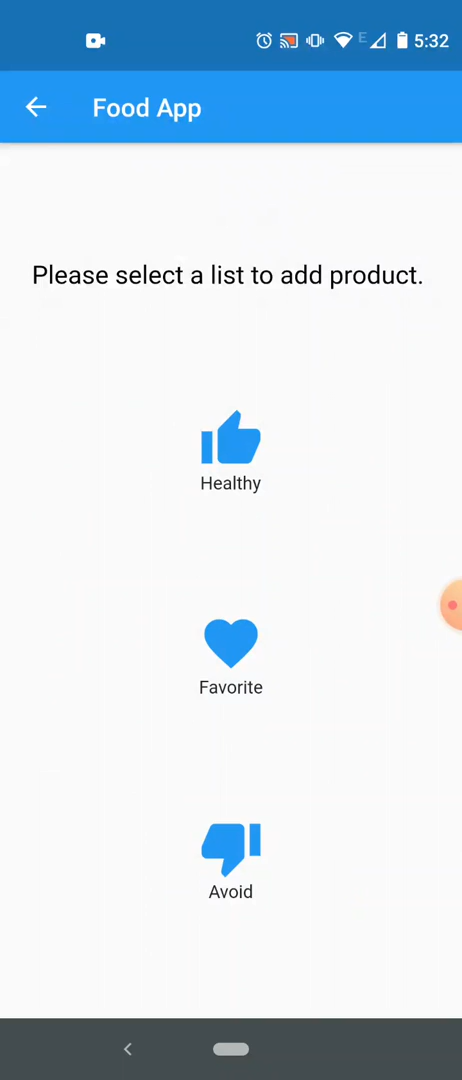 E
5:32
Food App
Please select a list to add product.
Healthy
Favorite
Avoid